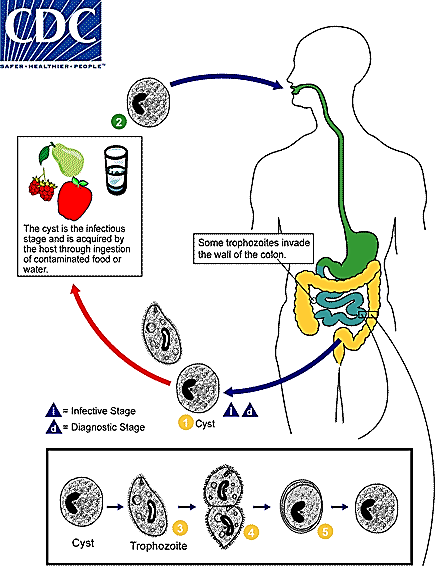 CDC
SAFER•HEALTHIER•PEOPLE™
2
The cyst is the infectious
stage and is acquired by
the host through ingestion
of contaminated food or
water.
Some trophozoites invade
the wall of the colon.
i = Infective Stage
d = Diagnostic Stage
1 Cyst
i d
Cyst
Trophozoite
3
4
5